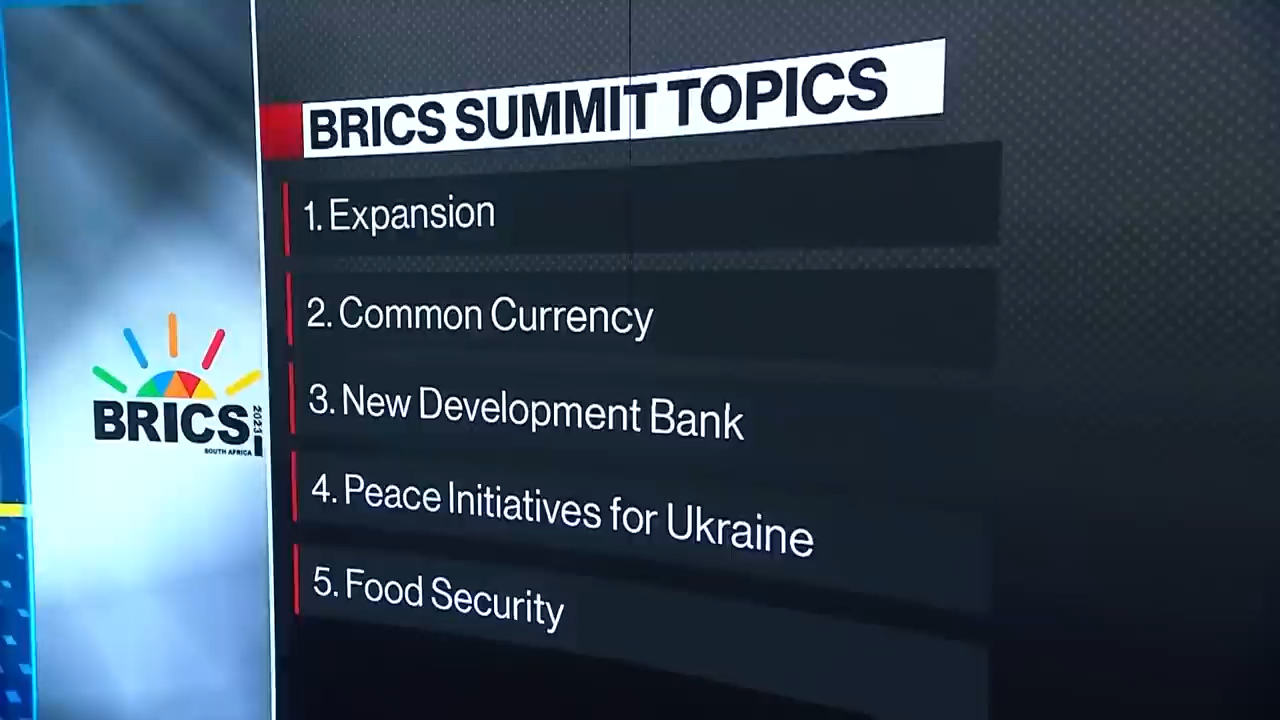 BRICS SUMMIT TOPICS
1. Expansion
2. Common Currency
3. New Development Bank
4. Peace Initiatives for Ukraine
5. Food Security
BRICS
2023
SOUTH AFRICA